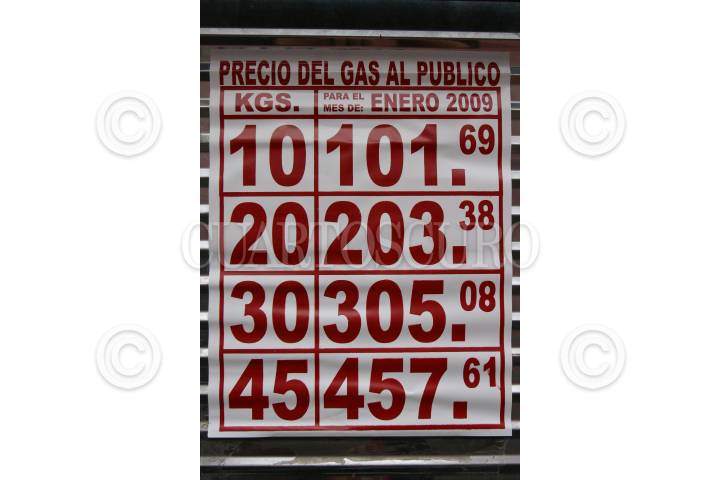 PRECIO DEL GAS AL PUBLICO
KGS. PARA EL MES DE: ENERO 2009
10 101.69
20 203.38
CUARTOSCURO
30 305.08
45 457.61